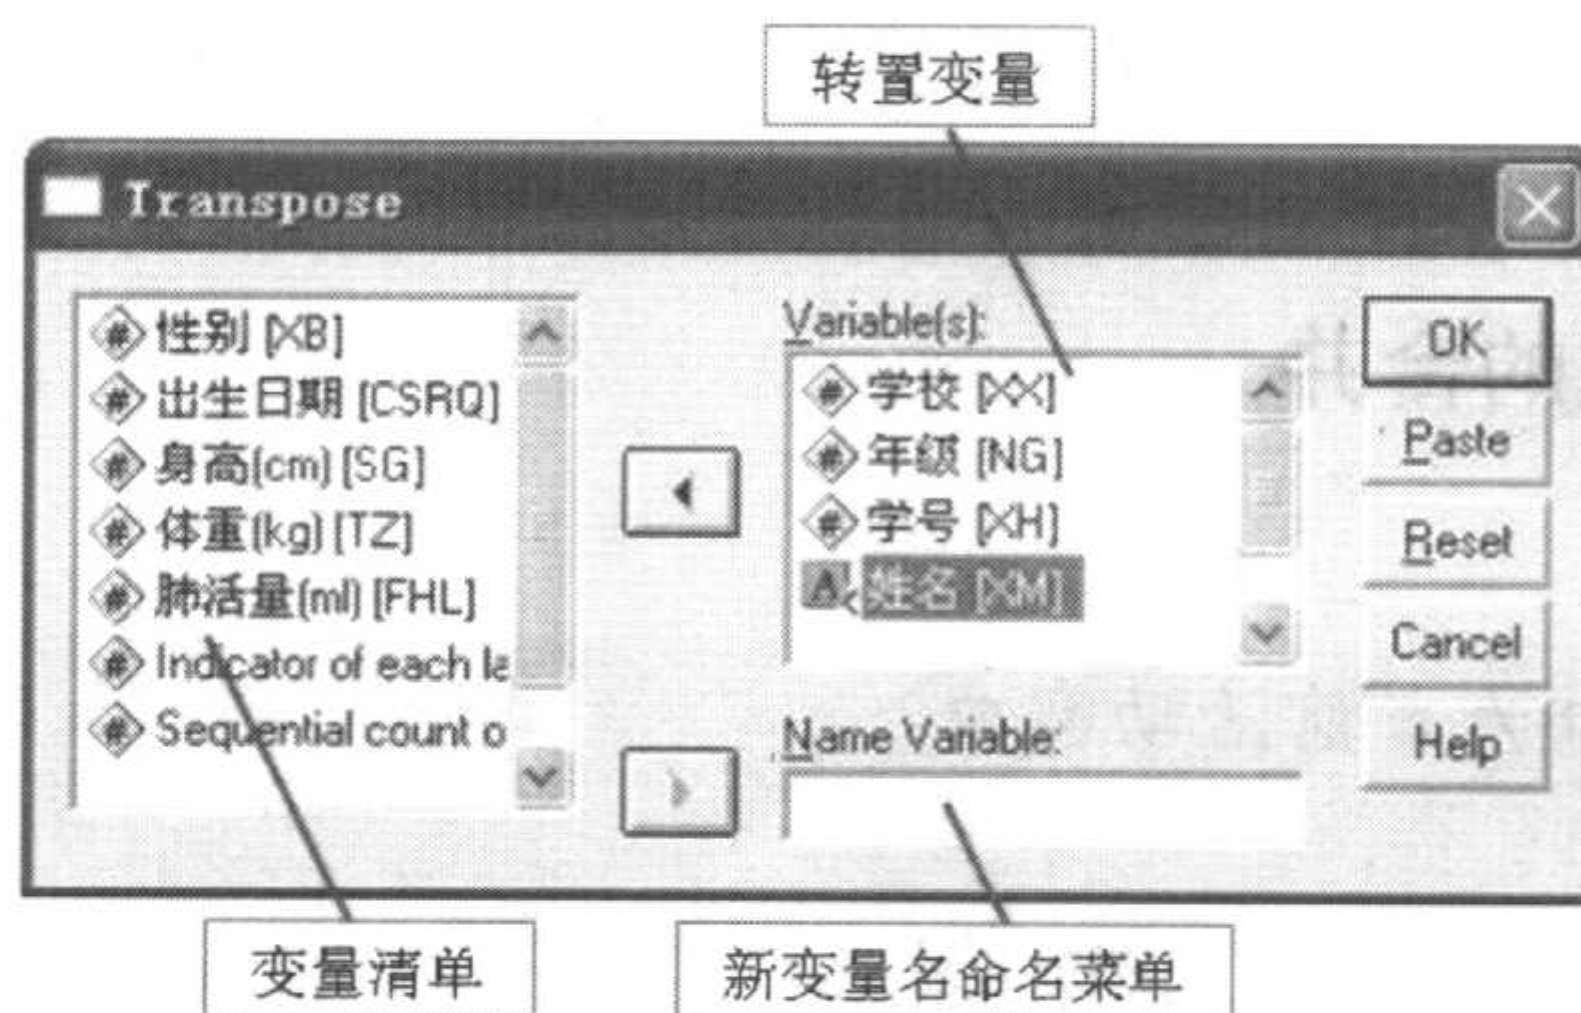 转置变量
Transpose
性别 [XB]
出生日期 [CSRQ]
身高(cm) [SG]
体重(kg) [TZ]
肺活量(ml) [FHL]
Indicator of each la
Sequential count o
Variable(s):
学校 [XX]
年级 [NG]
学号 [XH]
姓名 [XM]
Name Variable:
OK
Paste
Reset
Cancel
Help
变量清单
新变量名命名菜单